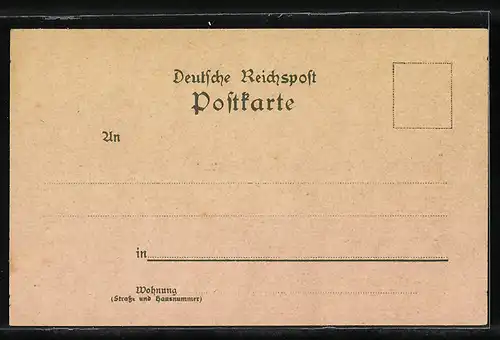 Deutsche Reichspost
Postkarte
An
in
Wohnung
(Straße und Hausnummer)